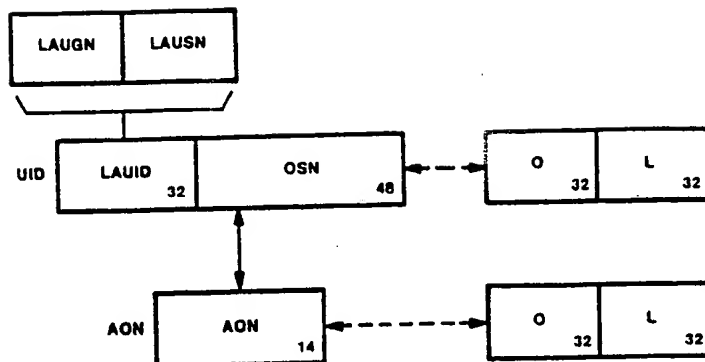 LAUGN LAUSN
UID LAUID 32 OSN 48 O 32 L 32
AON AON 14 O 32 L 32